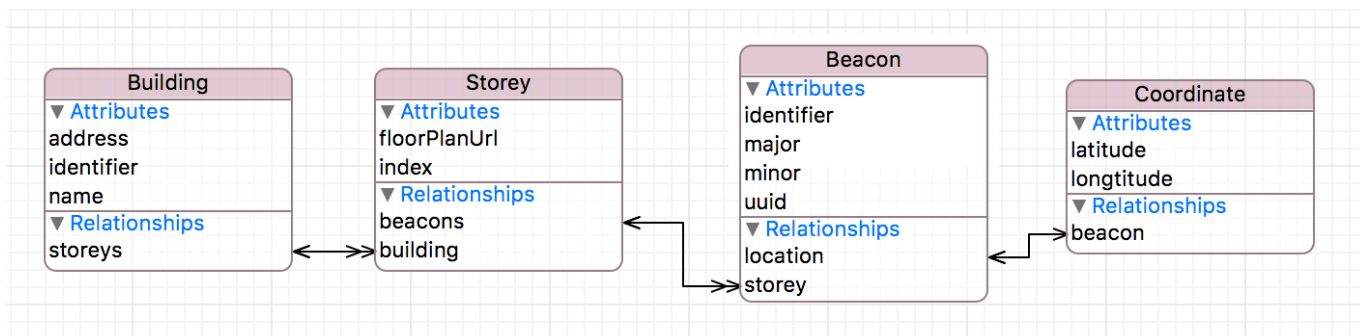 Building
▼ Attributes
address
identifier
name
▼ Relationships
storeys
Storey
▼ Attributes
floorPlanUrl
index
▼ Relationships
beacons
building
Beacon
▼ Attributes
identifier
major
minor
uuid
▼ Relationships
location
storey
Coordinate
▼ Attributes
latitude
longtitude
▼ Relationships
beacon